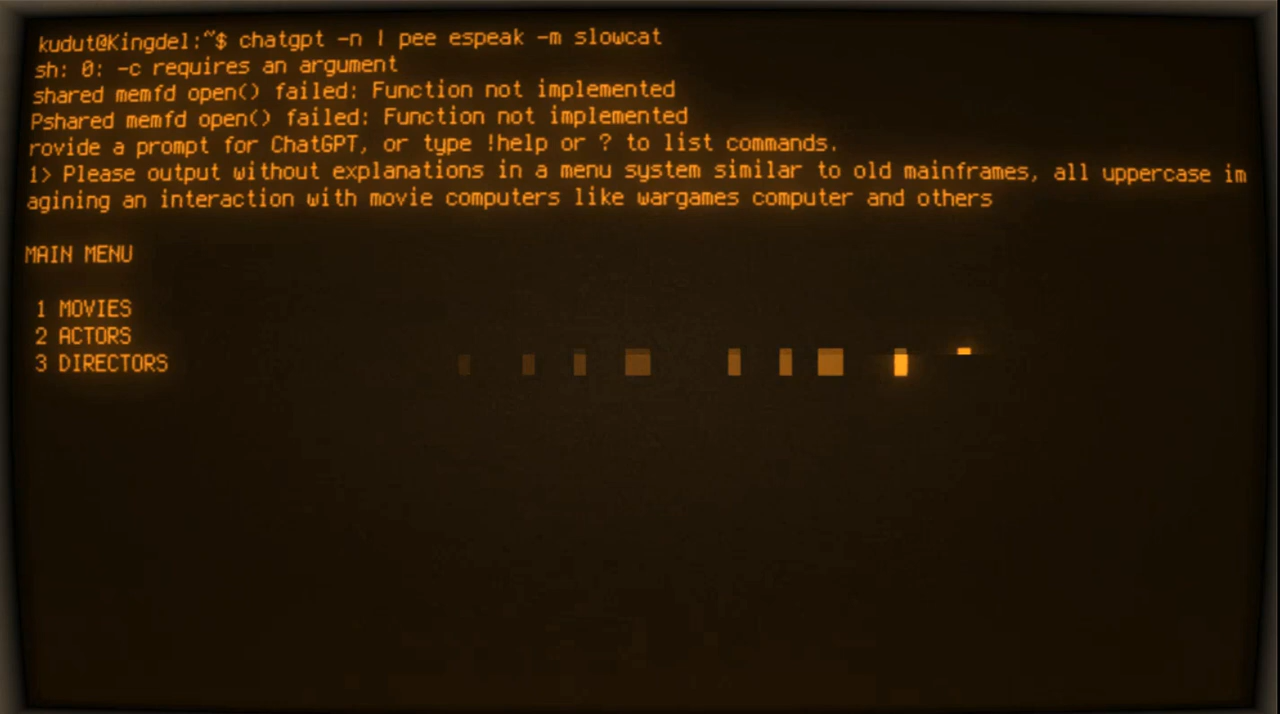 kudut@Kingdel:~$ chatgpt -n | pee espeak -m slowcat
sh: 0: -c requires an argument
shared memfd open() failed: Function not implemented
Pshared memfd open() failed: Function not implemented
rovide a prompt for ChatGPT, or type !help or ? to list commands.
1> Please output without explanations in a menu system similar to old mainframes, all uppercase im
agining an interaction with movie computers like wargames computer and others
MAIN MENU
1 MOVIES
2 ACTORS
3 DIRECTORS